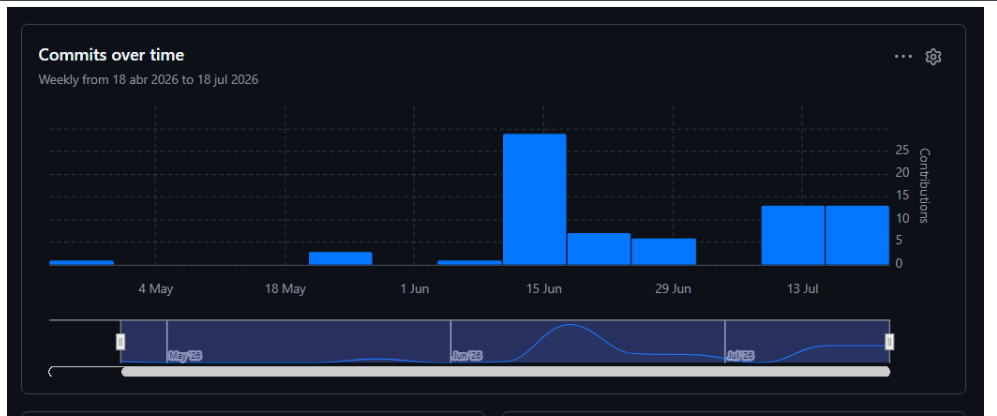 Commits over time
Weekly from 18 abr 2026 to 18 jul 2026
25
20
15
10
5
0
Contributions
4 May
18 May
1 Jun
15 Jun
29 Jun
13 Jul
May '26
Jun '26
Jul '26